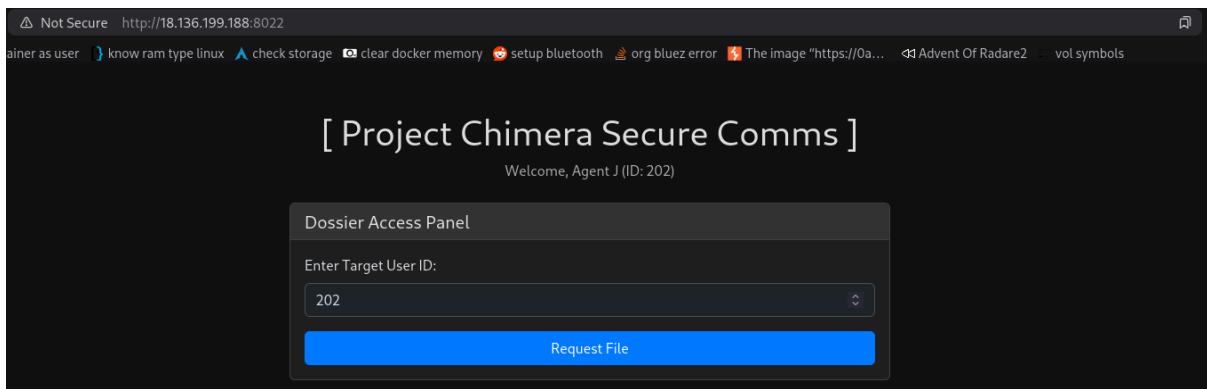 Not Secure http://18.136.199.188:8022
ainer as user know ram type linux check storage clear docker memory setup bluetooth org bluez error The image “https://0a... Advent Of Radare2 vol symbols
[ Project Chimera Secure Comms ]
Welcome, Agent J (ID: 202)
Dossier Access Panel
Enter Target User ID:
202
Request File